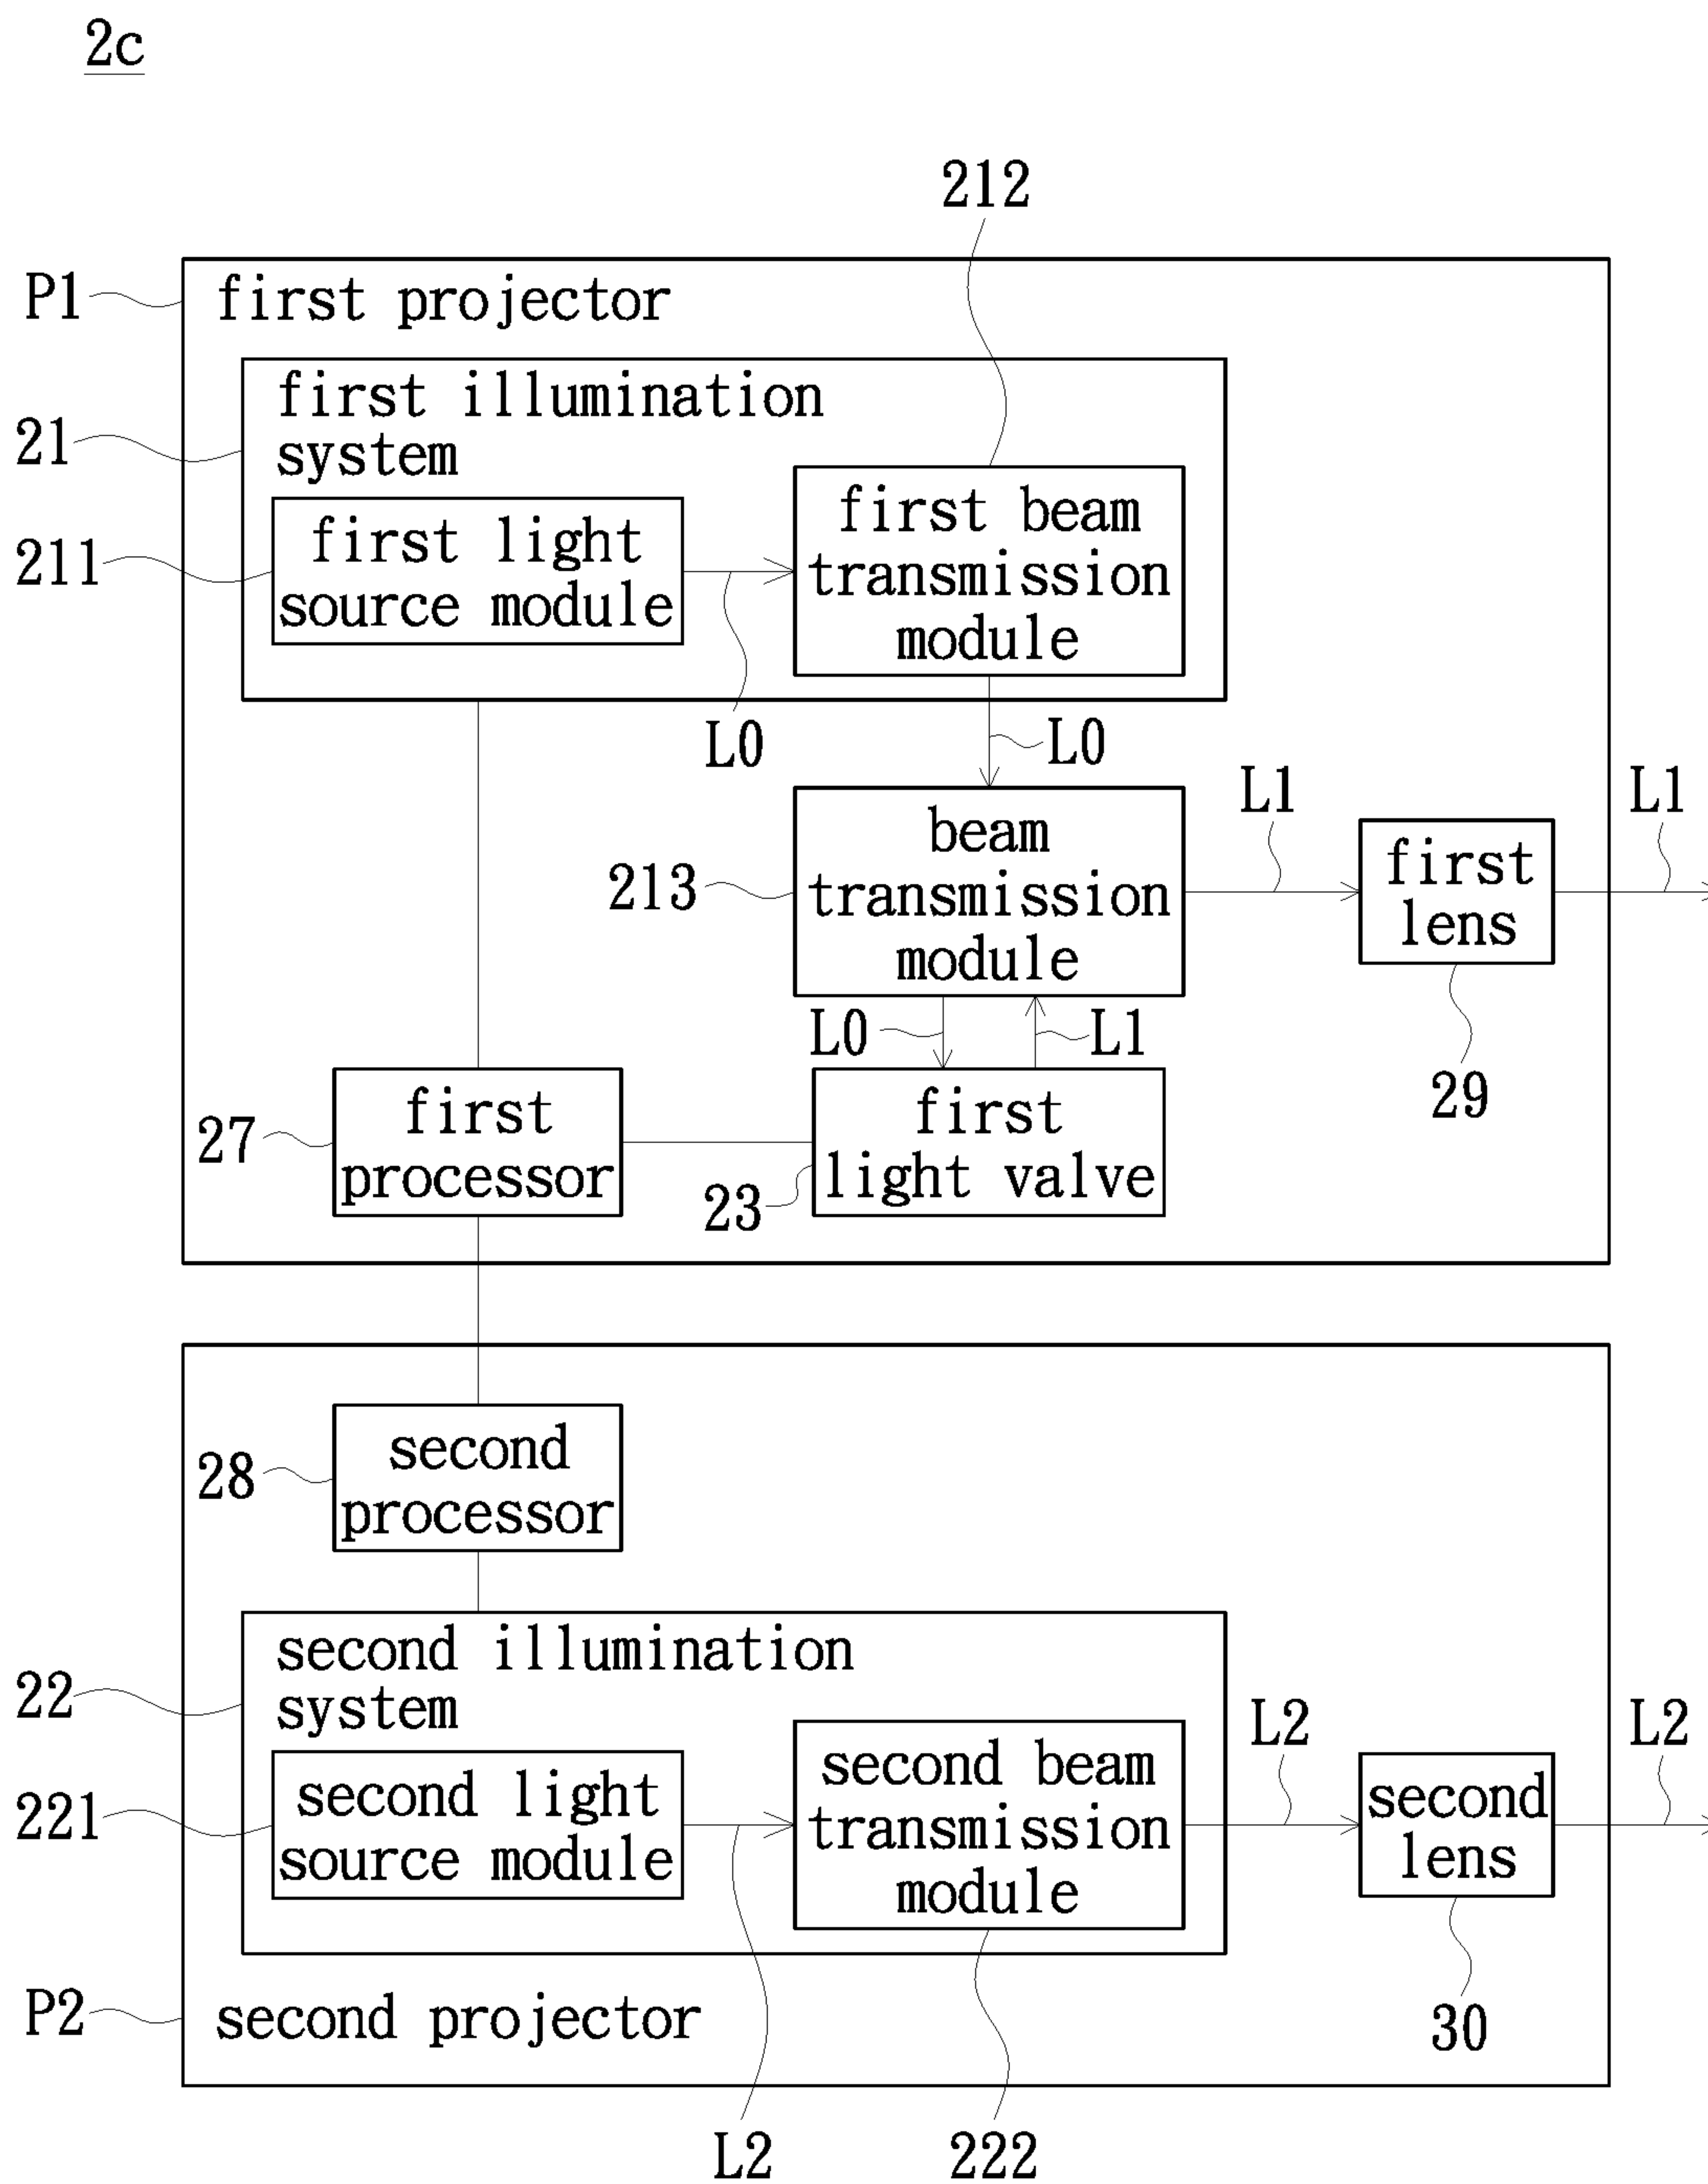 2c
212
P1
first projector
first illumination
system
21
first beam
transmission
module
first light
source module
211
L0
L0
L1
L1
beam
transmission
module
213
first
lens
L0
L1
29
first
processor
27
first
light valve
23
second
processor
28
second illumination
system
22
L2
L2
second beam
transmission
module
second light
source module
221
second
lens
P2
second projector
30
L2
222